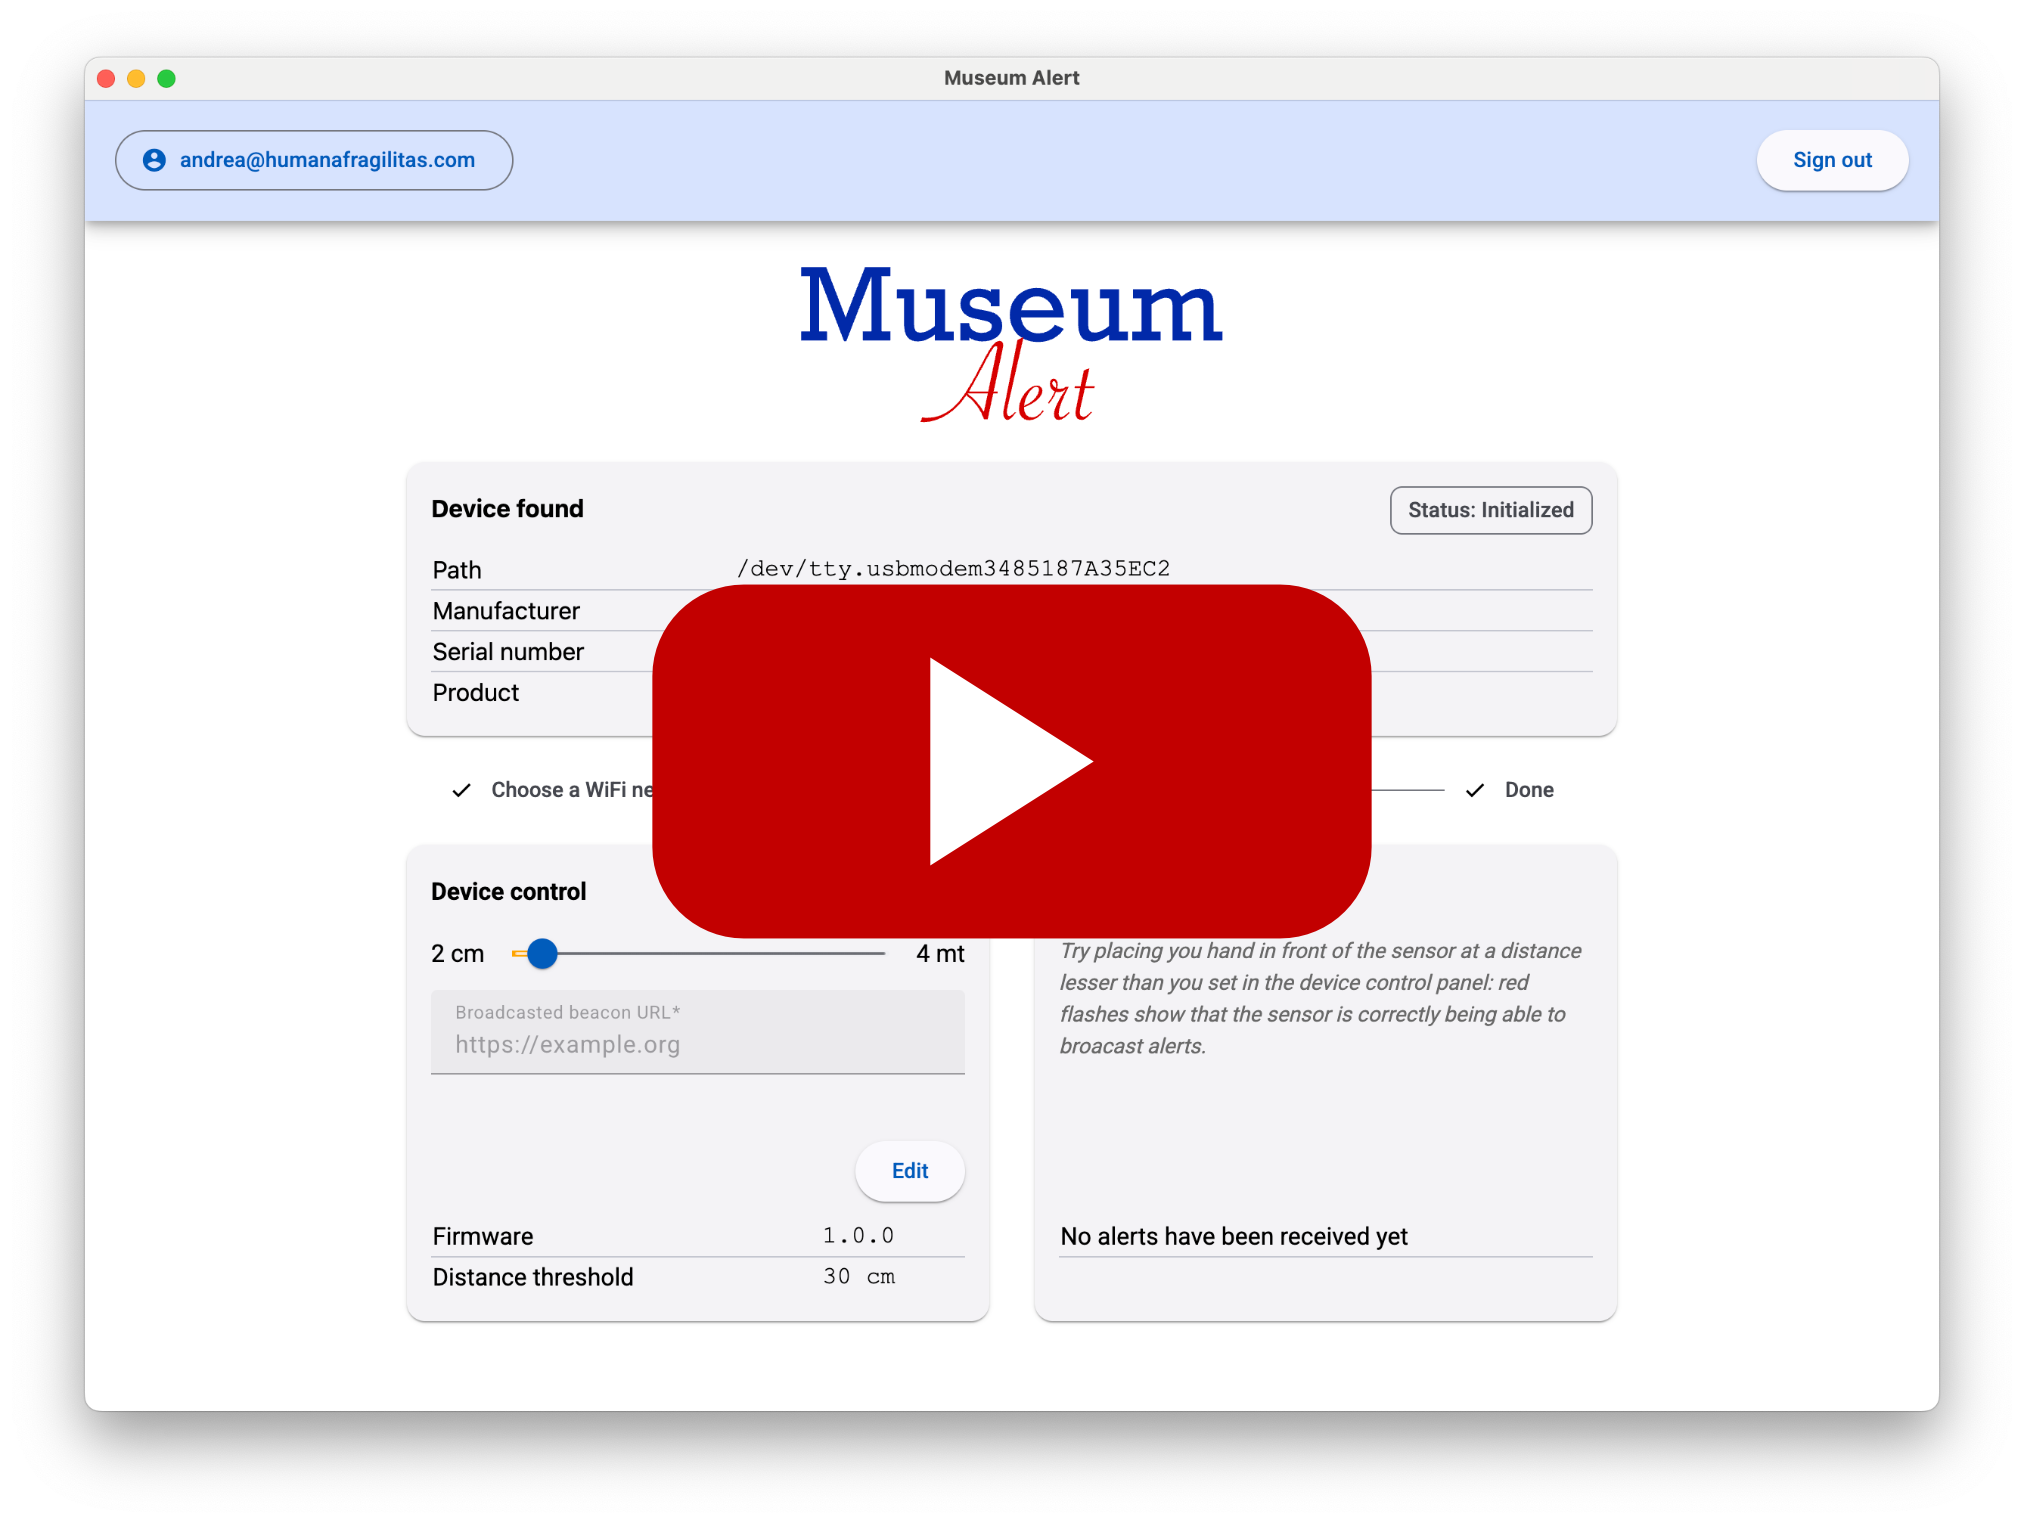 Museum Alert
andrea@humanafragilitas.com
Sign out
Museum
Alert
Device found
Status: Initialized
Path /dev/tty.usbmodem3485187A35EC2
Manufacturer
Serial number
Product
Choose a WiFi ne
Done
Device control
2 cm
4 mt
Broadcasted beacon URL*
https://example.org
Edit
Firmware 1.0.0
Distance threshold 30 cm
Try placing you hand in front of the sensor at a distance
lesser than you set in the device control panel: red
flashes show that the sensor is correctly being able to
broacast alerts.
No alerts have been received yet